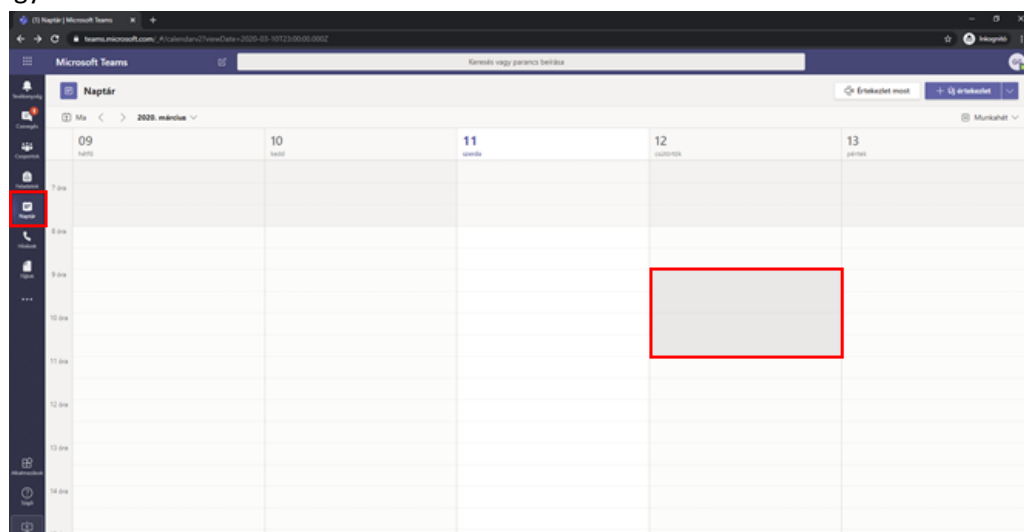 (1) Naptár | Microsoft Teams
teams.microsoft.com/_#/calendarv2?viewDate=2020-03-10T23:00:00.000Z
Inkognitó
Microsoft Teams
Keresés vagy parancs beírása
Naptár
Értekezlet most
+ Új értekezlet
Ma
2020. március
Munkahét
09
hétfő
10
kedd
11
szerda
12
csütörtök
13
péntek
Csevegés
Csoportok
Naptár
Hívások
Fájlok
Súgó
7 óra
8 óra
9 óra
10 óra
11 óra
12 óra
13 óra
14 óra